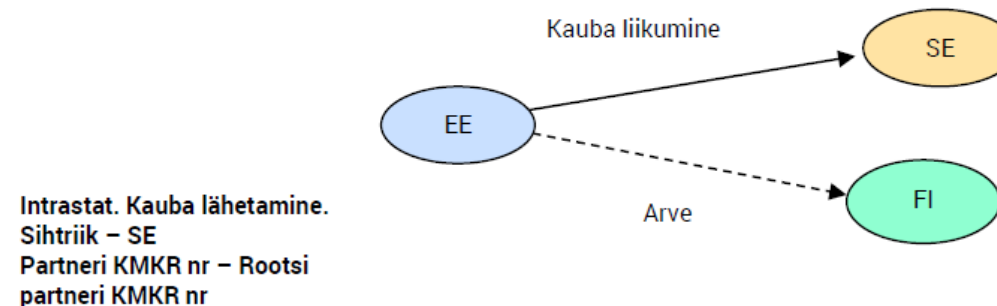 Kauba liikumine
SE
EE
FI
Arve
Intrastat. Kauba lähetamine.
Sihtriik – SE
Partneri KMKR nr – Rootsi
partneri KMKR nr